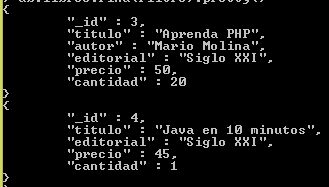 {
"_id" : 3,
"titulo" : "Aprenda PHP",
"autor" : "Mario Molina",
"editorial" : "Siglo XXI",
"precio" : 50,
"cantidad" : 20
}
{
"_id" : 4,
"titulo" : "Java en 10 minutos",
"editorial" : "Siglo XXI",
"precio" : 45,
"cantidad" : 1
}